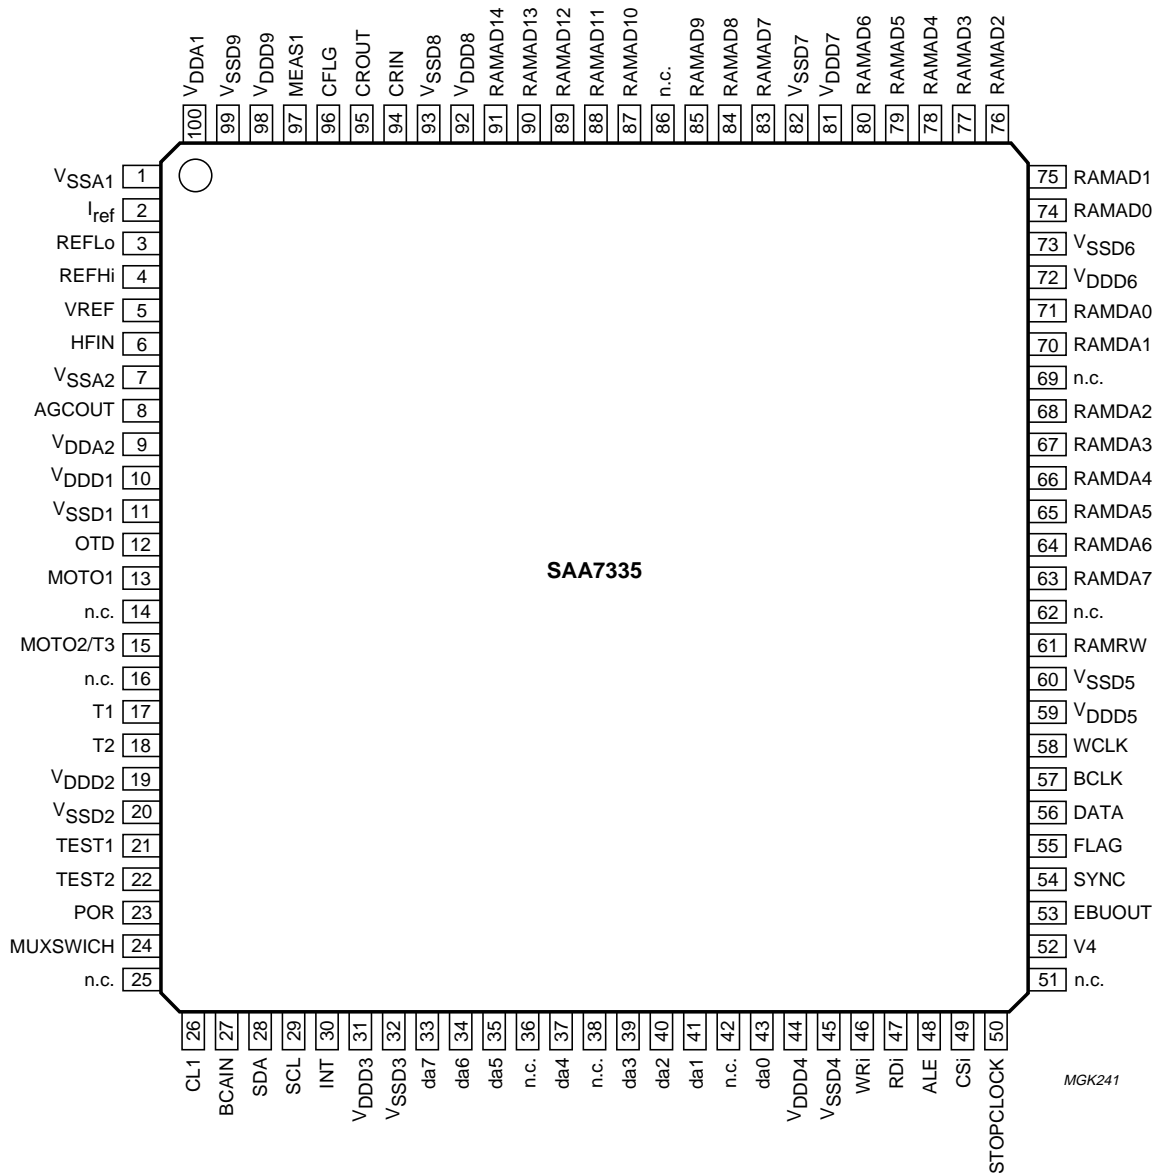 100 VDDA1
99 VSSD9
98 VDDD9
97 MEAS1
96 CFLG
95 CROUT
94 CRIN
93 VSSD8
92 VDDD8
91 RAMAD14
90 RAMAD13
89 RAMAD12
88 RAMAD11
87 RAMAD10
86 n.c.
85 RAMAD9
84 RAMAD8
83 RAMAD7
82 VSSD7
81 VDDD7
80 RAMAD6
79 RAMAD5
78 RAMAD4
77 RAMAD3
76 RAMAD2
VSSA1 1
Iref 2
REFLo 3
REFHi 4
VREF 5
HFIN 6
VSSA2 7
AGCOUT 8
VDDA2 9
VDDD1 10
VSSD1 11
OTD 12
MOTO1 13
n.c. 14
MOTO2/T3 15
n.c. 16
T1 17
T2 18
VDDD2 19
VSSD2 20
TEST1 21
TEST2 22
POR 23
MUXSWICH 24
n.c. 25
SAA7335
75 RAMAD1
74 RAMAD0
73 VSSD6
72 VDDD6
71 RAMDA0
70 RAMDA1
69 n.c.
68 RAMDA2
67 RAMDA3
66 RAMDA4
65 RAMDA5
64 RAMDA6
63 RAMDA7
62 n.c.
61 RAMRW
60 VSSD5
59 VDDD5
58 WCLK
57 BCLK
56 DATA
55 FLAG
54 SYNC
53 EBUOUT
52 V4
51 n.c.
CL1 26
BCAIN 27
SDA 28
SCL 29
INT 30
VDDD3 31
VSSD3 32
da7 33
da6 34
da5 35
n.c. 36
da4 37
n.c. 38
da3 39
da2 40
da1 41
n.c. 42
da0 43
VDDD4 44
VSSD4 45
WRi 46
RDi 47
ALE 48
CSi 49
STOPCLOCK 50
MGK241